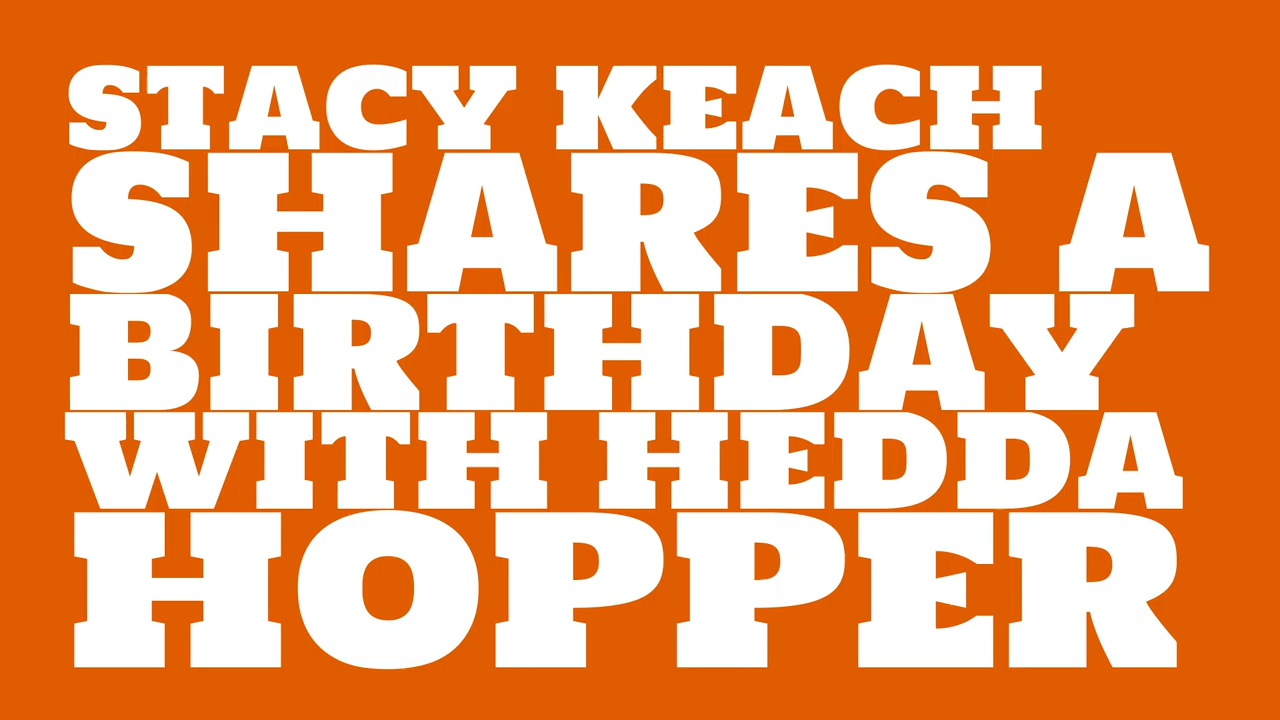 STACY KEACH
SHARES A
BIRTHDAY
WITH HEDDA
HOPPER